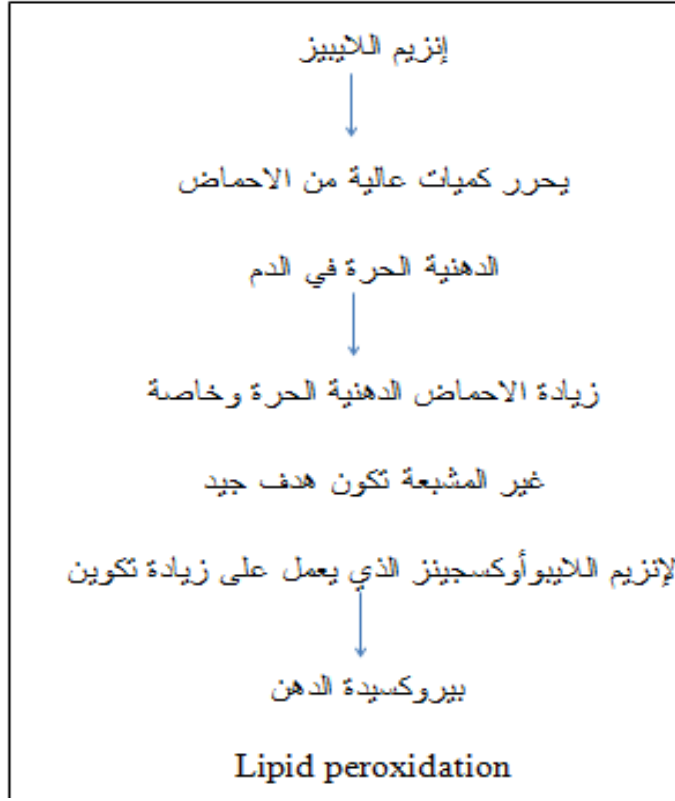 إنزيم اللايبيز
يحرر كميات عالية من الاحماض
الدهنية الحرة في الدم
زيادة الاحماض الدهنية الحرة وخاصة
غير المشبعة تكون هدف جيد
لإنزيم اللايبوأوكسجينز الذي يعمل على زيادة تكوين
بيروكسيدة الدهن
Lipid peroxidation